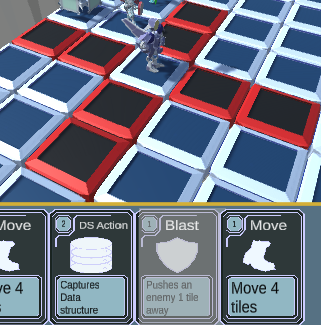 Move
2 DS Action
1 Blast
1 Move
e 4
Captures
Data
structure
Pushes an
enemy 1 tile
away
Move 4
tiles